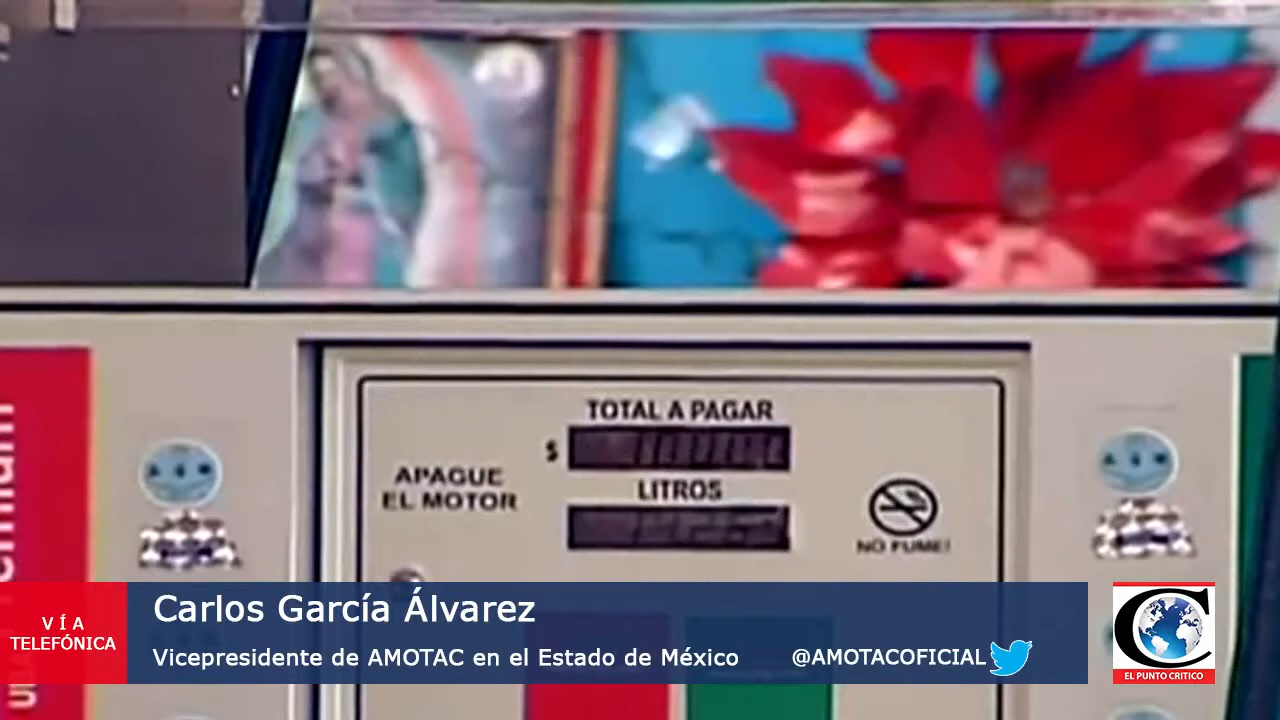 TOTAL A PAGAR
$
APAGUE
EL MOTOR
LITROS
NO FUME!
Carlos García Álvarez
VÍA
TELEFÓNICA
Vicepresidente de AMOTAC en el Estado de México
@AMOTACOFICIAL
EL PUNTO CRITICO